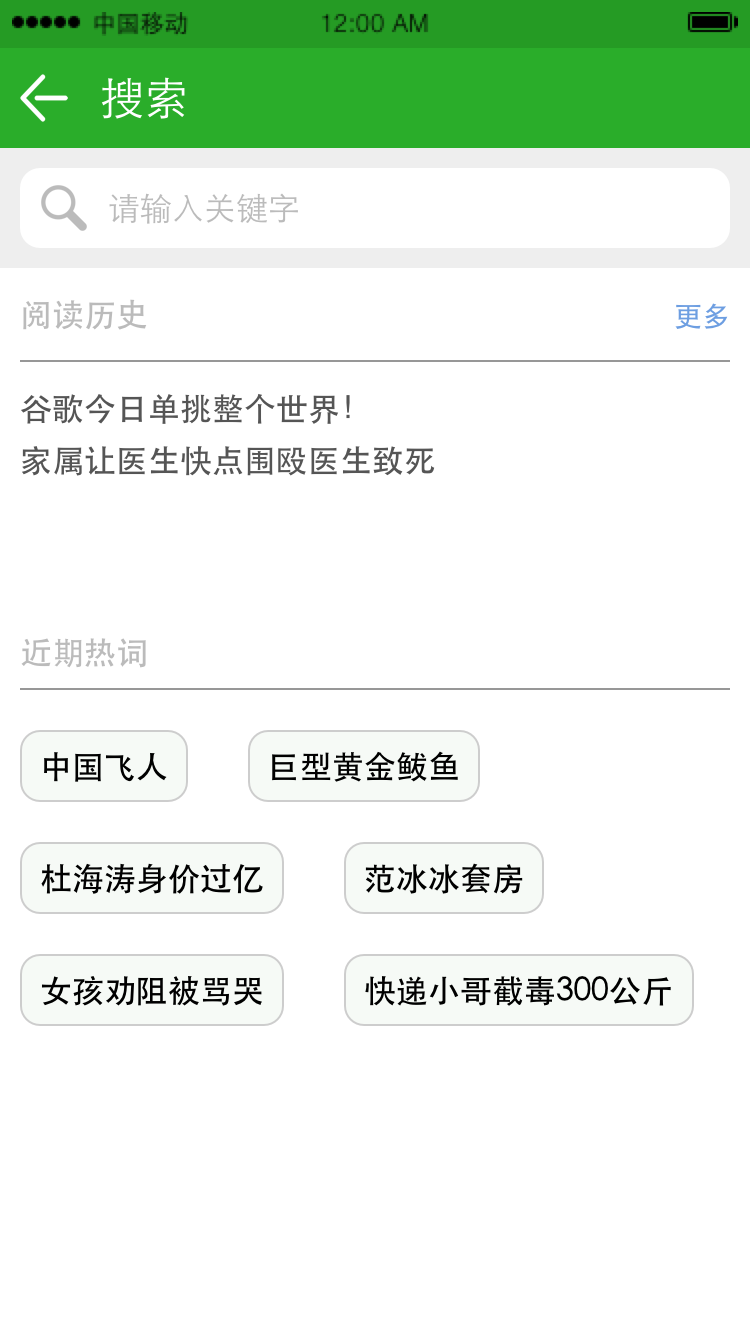 中国移动 12:00 AM
搜索
请输入关键字
阅读历史 更多
谷歌今日单挑整个世界！
家属让医生快点围殴医生致死
近期热词
中国飞人 巨型黄金鲅鱼
杜海涛身价过亿 范冰冰套房
女孩劝阻被骂哭 快递小哥截毒300公斤